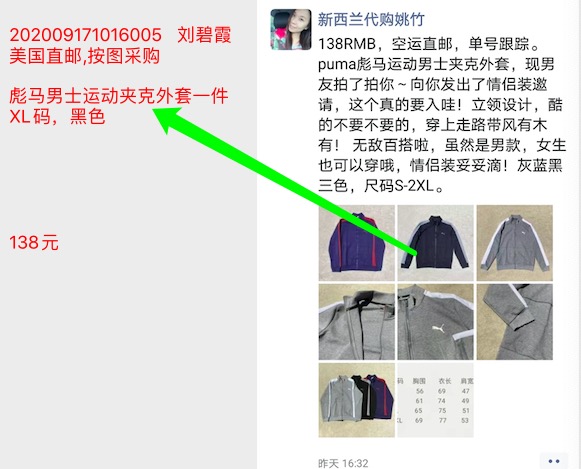 202009171016005 刘碧霞
美国直邮,按图采购
彪马男士运动夹克外套一件
XL码，黑色
138元
新西兰代购姚竹
138RMB，空运直邮，单号跟踪。
puma彪马运动男士夹克外套，现男
友拍了拍你～向你发出了情侣装邀
请，这个真的要入哇！立领设计，酷
的不要不要的，穿上走路带风有木
有！ 无敌百搭啦，虽然是男款，女生
也可以穿哦，情侣装妥妥滴！灰蓝黑
三色，尺码S-2XL。
码 胸围 衣长 肩宽
56 69 47
61 74 49
65 75 51
XL 69 77 53
昨天 16:32